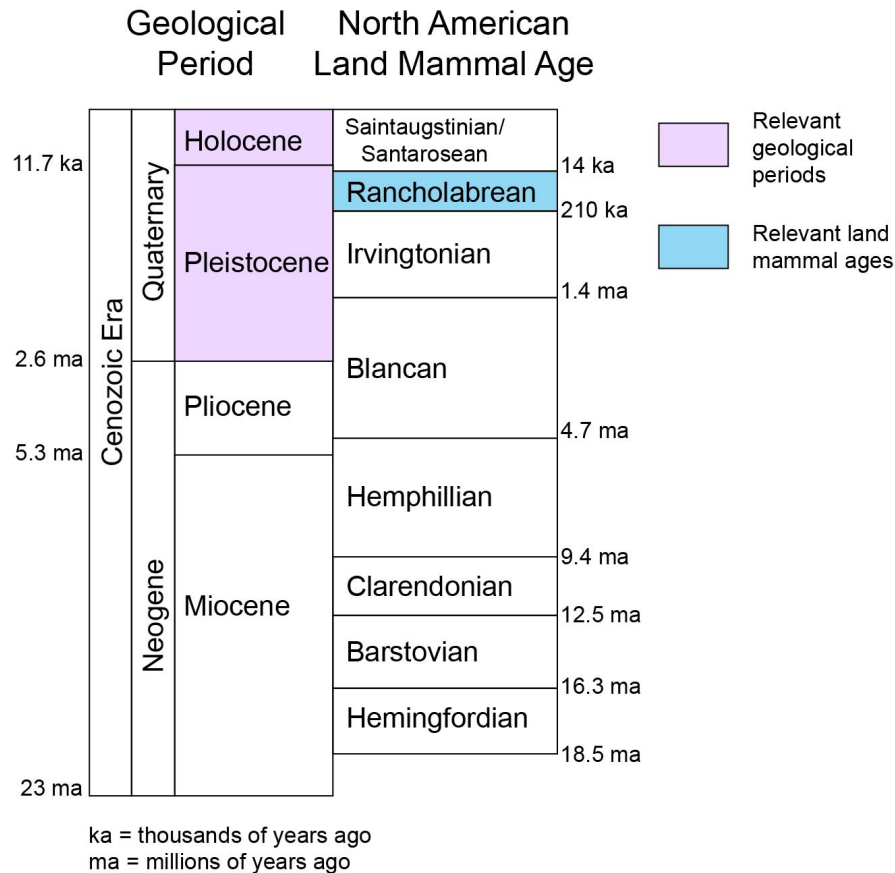 Geological
Period
North American
Land Mammal Age
Cenozoic Era
Quaternary
Neogene
Holocene
Pleistocene
Pliocene
Miocene
11.7 ka
2.6 ma
5.3 ma
23 ma
Saintaugstinian/
Santarosean
Rancholabrean
Irvingtonian
Blancan
Hemphillian
Clarendonian
Barstovian
Hemingfordian
14 ka
210 ka
1.4 ma
4.7 ma
9.4 ma
12.5 ma
16.3 ma
18.5 ma
Relevant
geological
periods
Relevant land
mammal ages
ka = thousands of years ago
ma = millions of years ago